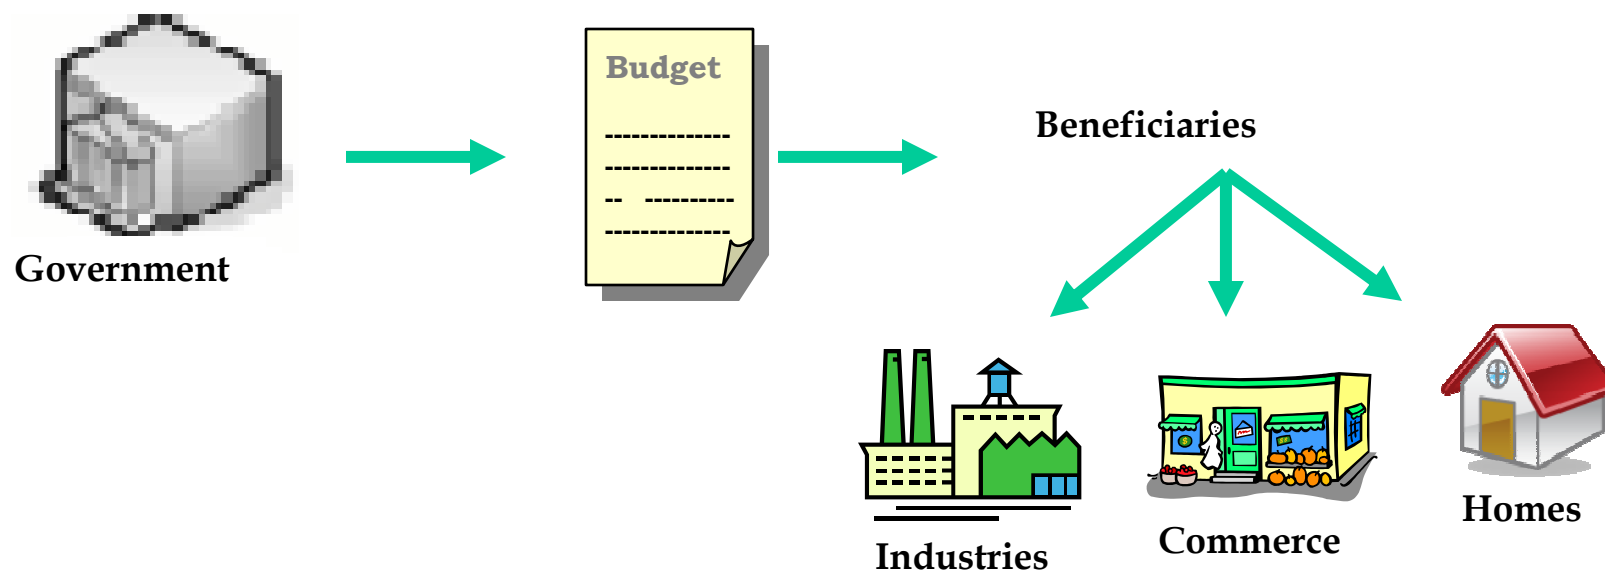 Budget
--------------
--------------
-- ----------
--------------
Beneficiaries
Government
Industries
Commerce
Homes